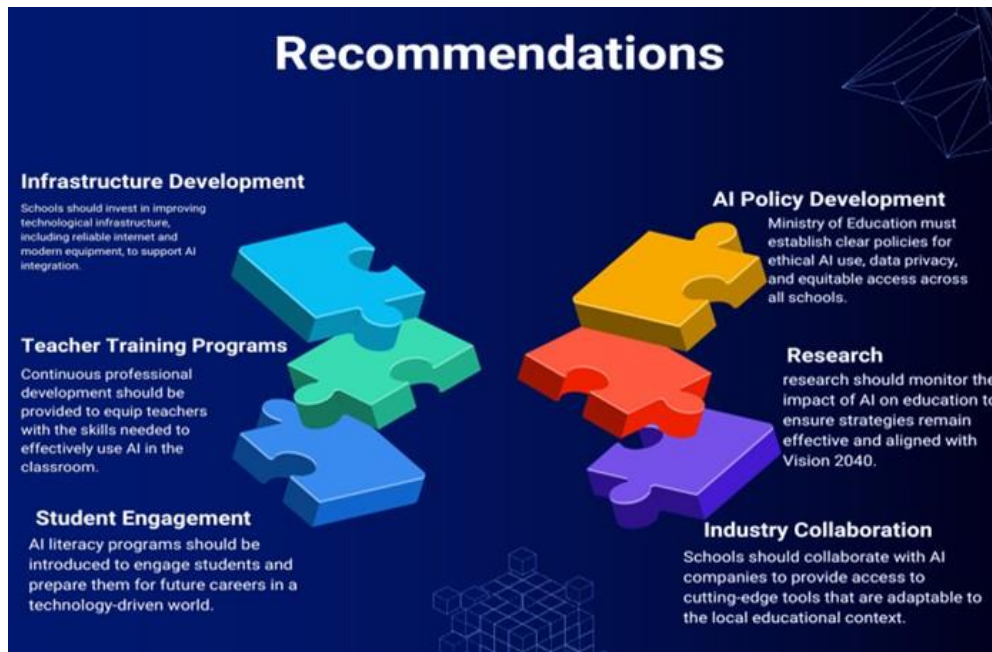 Recommendations
Infrastructure Development
Schools should invest in improving
technological infrastructure,
including reliable internet and
modern equipment, to support AI
integration.
Teacher Training Programs
Continuous professional
development should be
provided to equip teachers
with the skills needed to
effectively use AI in the
classroom.
Student Engagement
AI literacy programs should be
introduced to engage students and
prepare them for future careers in a
technology-driven world.
AI Policy Development
Ministry of Education must
establish clear policies for
ethical AI use, data privacy,
and equitable access across
all schools.
Research
research should monitor the
impact of AI on education to
ensure strategies remain
effective and aligned with
Vision 2040.
Industry Collaboration
Schools should collaborate with AI
companies to provide access to
cutting-edge tools that are adaptable to
the local educational context.